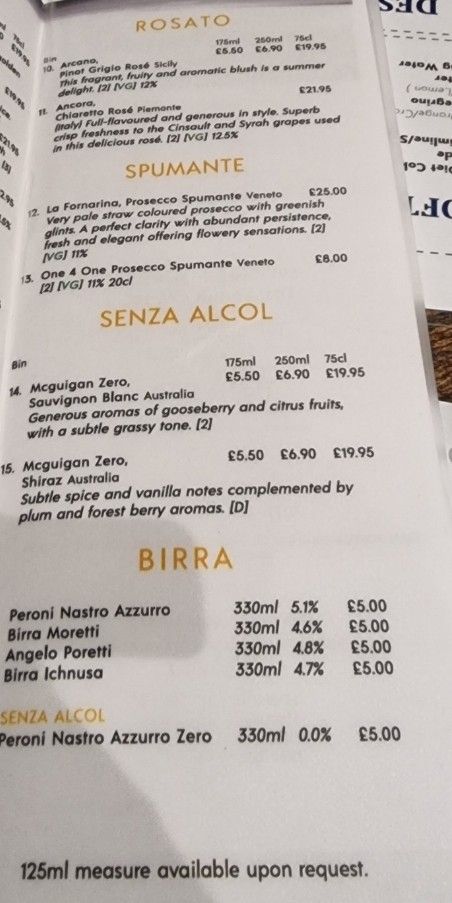 ROSATO
Bin 175ml 250ml 75cl
10. Arcano, £5.50 £6.90 £19.95
Pinot Grigio Rosé Sicily
This fragrant, fruity and aromatic blush is a summer
delight. [2] [VG] 12%
11. Ancora, £21.95
Chiaretto Rosé Piemonte
(Italy) Full-flavoured and generous in style. Superb
crisp freshness to the Cinsault and Syrah grapes used
in this delicious rosé. [2] [VG] 12.5%
SPUMANTE
12. La Fornarina, Prosecco Spumante Veneto £25.00
Very pale straw coloured prosecco with greenish
glints. A perfect clarity with abundant persistence,
fresh and elegant offering flowery sensations. [2]
[VG] 11%
13. One 4 One Prosecco Spumante Veneto £8.00
[2] [VG] 11% 20cl
SENZA ALCOL
Bin 175ml 250ml 75cl
14. Mcguigan Zero, £5.50 £6.90 £19.95
Sauvignon Blanc Australia
Generous aromas of gooseberry and citrus fruits,
with a subtle grassy tone. [2]
15. Mcguigan Zero, £5.50 £6.90 £19.95
Shiraz Australia
Subtle spice and vanilla notes complemented by
plum and forest berry aromas. [D]
BIRRA
Peroni Nastro Azzurro 330ml 5.1% £5.00
Birra Moretti 330ml 4.6% £5.00
Angelo Poretti 330ml 4.8% £5.00
Birra Ichnusa 330ml 4.7% £5.00
SENZA ALCOL
Peroni Nastro Azzurro Zero 330ml 0.0% £5.00
125ml measure available upon request.